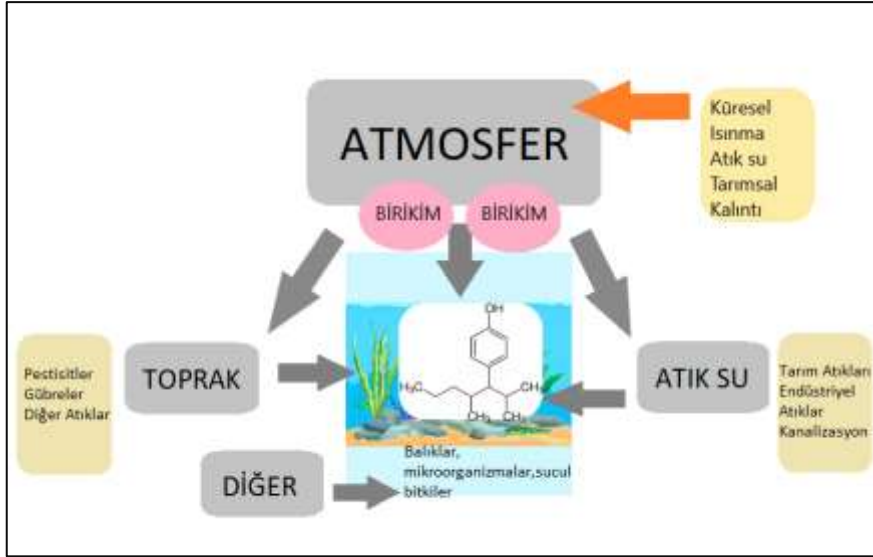 ATMOSFER
Küresel
Isınma
Atık su
Tarımsal
Kalıntı
BİRİKİM
BİRİKİM
OH
H₃C
CH₃
CH₃
CH₃
Pestisitler
Gübreler
Diğer Atıklar
TOPRAK
ATIK SU
Tarım Atıkları
Endüstriyel
Atıklar
Kanalizasyon
DİĞER
Balıklar,
mikroorganizmalar,sucul
bitkiler